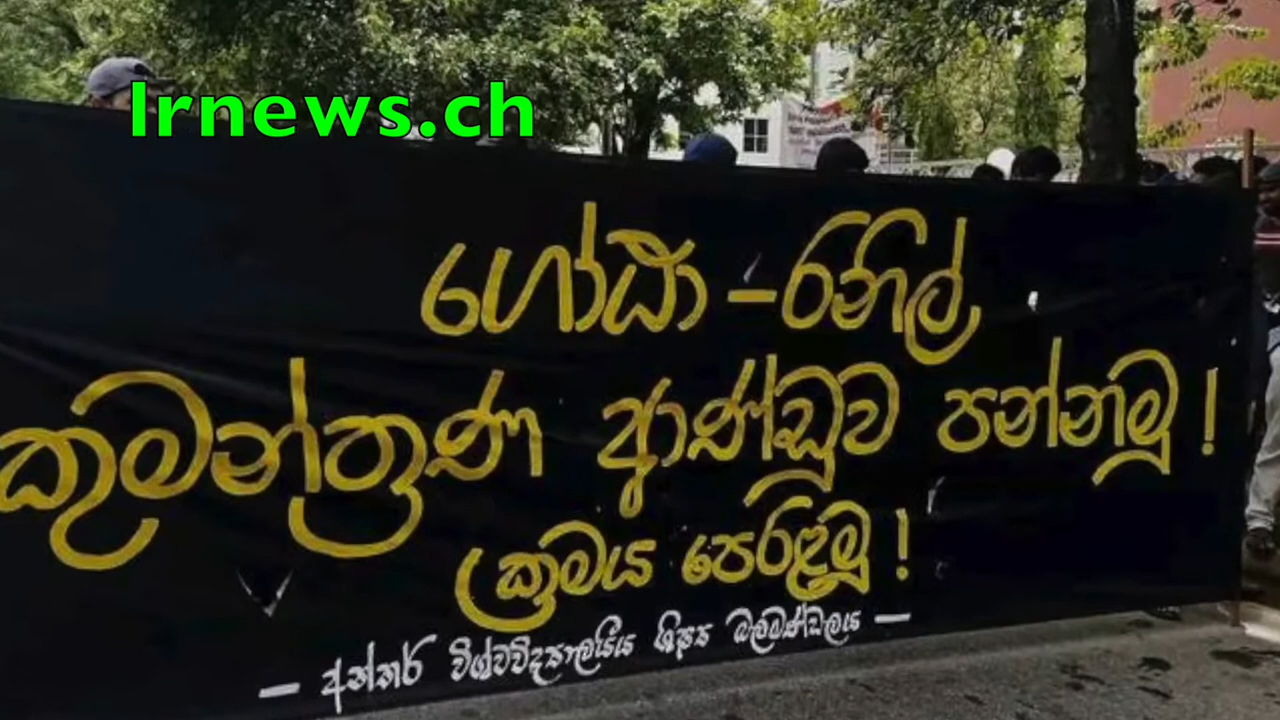 lrnews.ch
ගෝඨා - රනිල්
කුමන්ත්‍රණ ආණ්ඩුව පන්නමු !
ක්‍රමය පෙරළමු !
— අන්තර් විශ්වවිද්‍යාලයීය ශිෂ්‍ය බලමණ්ඩලය —